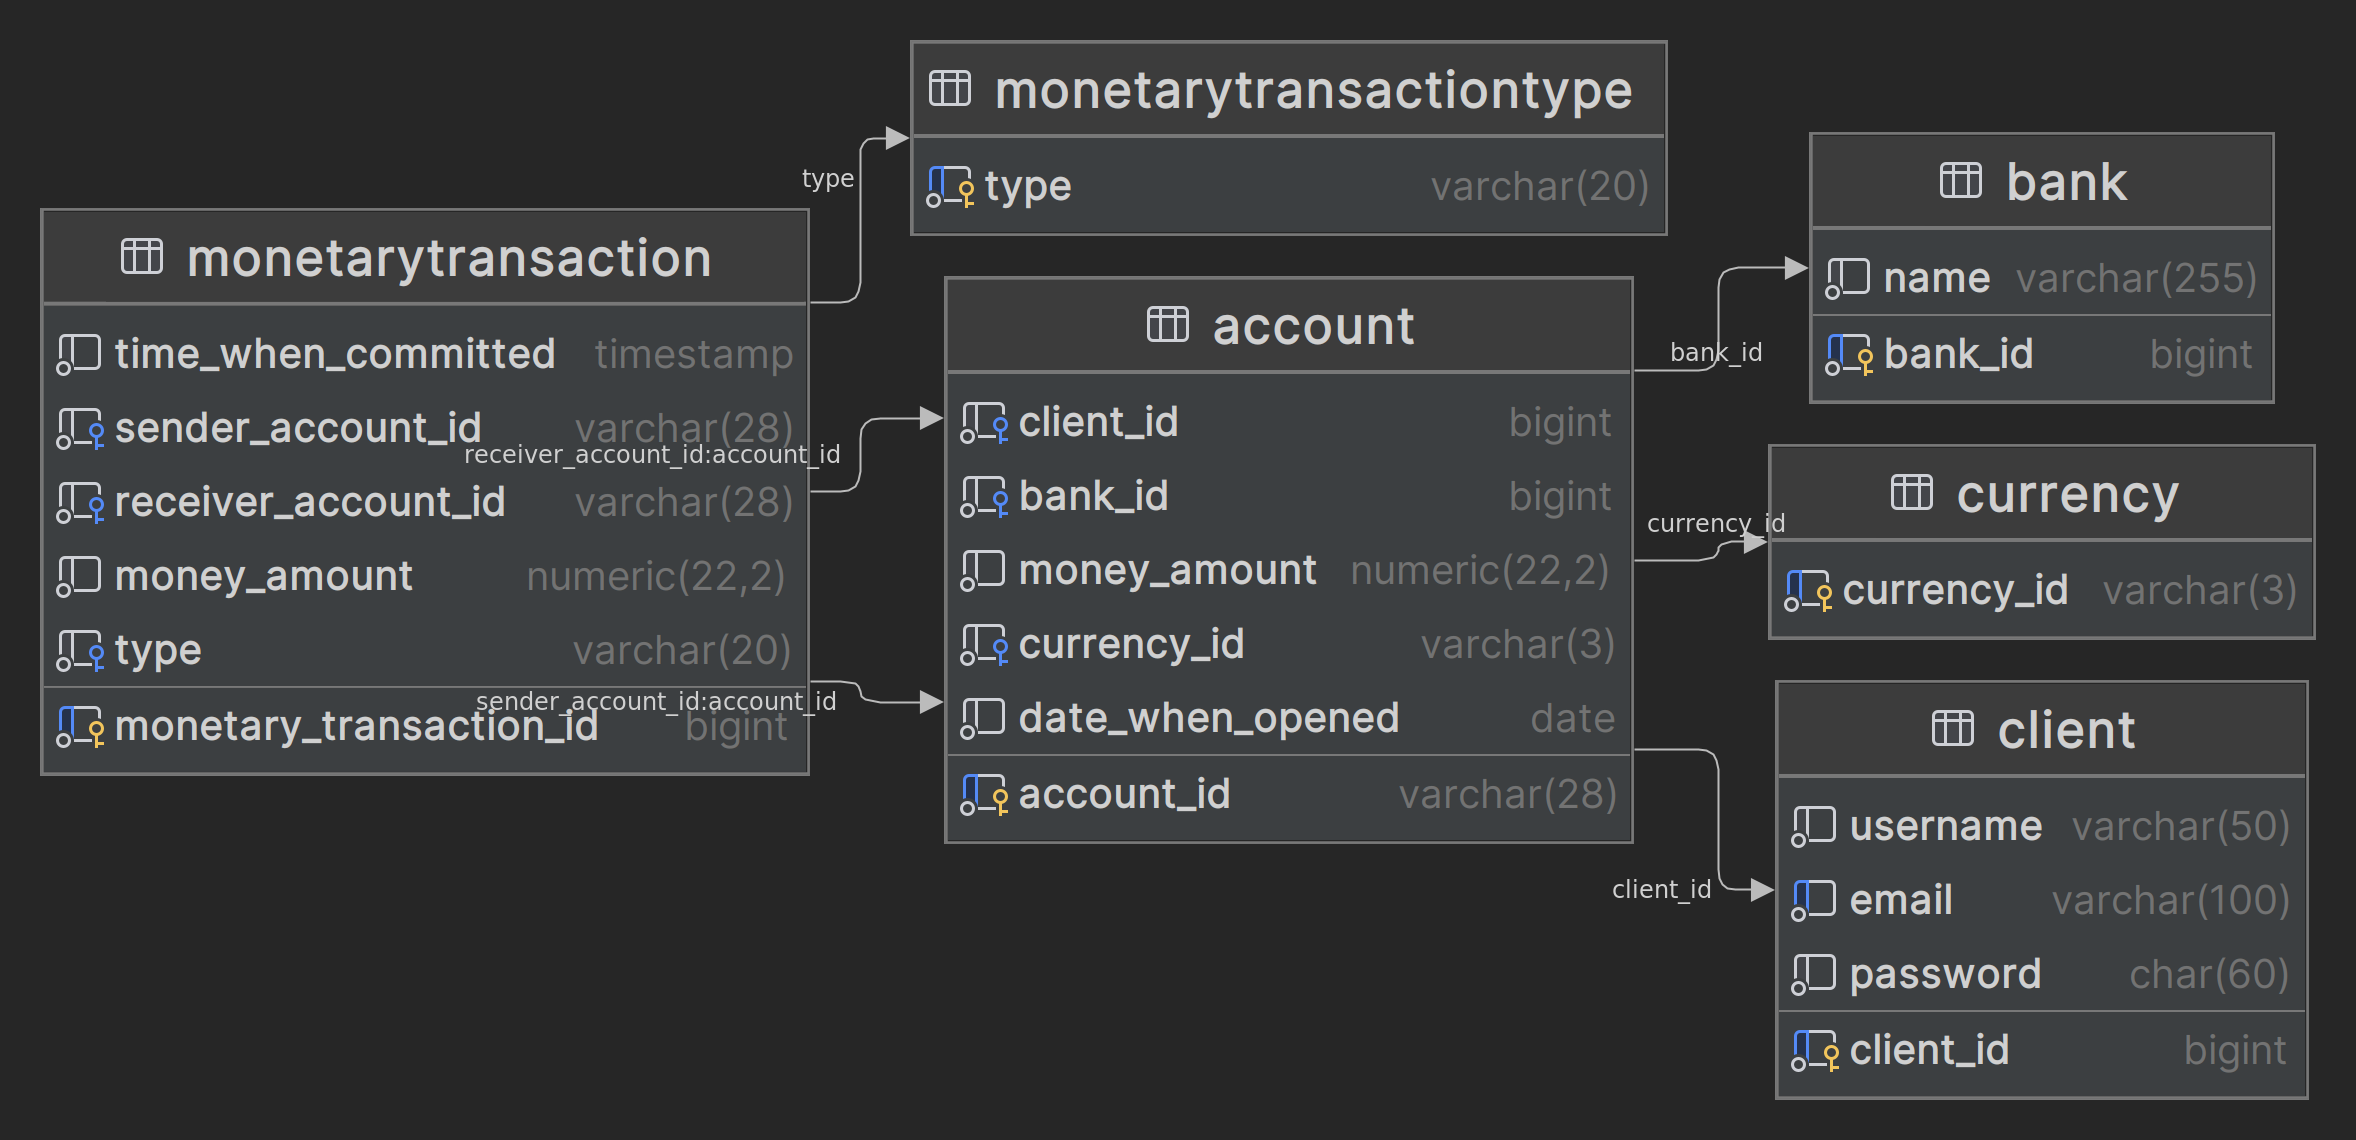 monetarytransactiontype
type varchar(20)
type
monetarytransaction
time_when_committed timestamp
sender_account_id varchar(28)
receiver_account_id:account_id
receiver_account_id varchar(28)
money_amount numeric(22,2)
type varchar(20)
sender_account_id:account_id
monetary_transaction_id bigint
account
client_id bigint
bank_id bigint
money_amount numeric(22,2)
currency_id varchar(3)
date_when_opened date
account_id varchar(28)
bank_id
bank
name varchar(255)
bank_id bigint
currency_id
currency
currency_id varchar(3)
client_id
client
username varchar(50)
email varchar(100)
password char(60)
client_id bigint